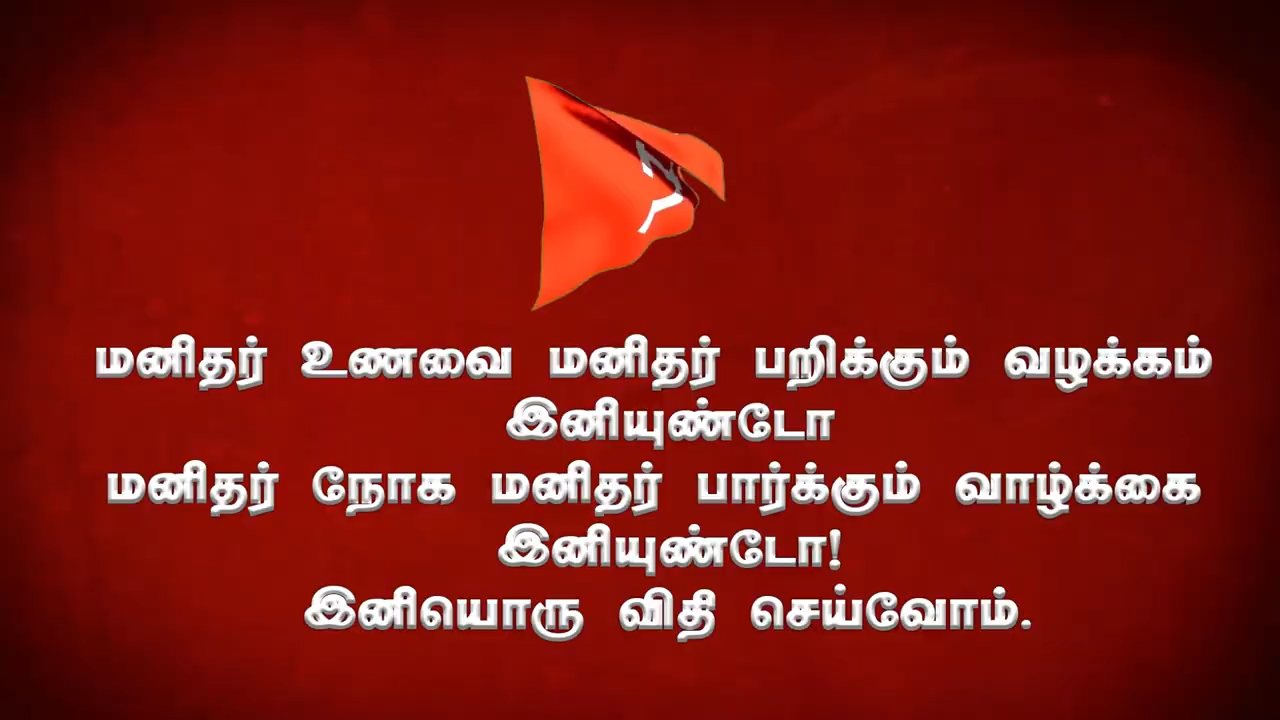 மனிதர் உணவை மனிதர் பறிக்கும் வழக்கம்
இனியுண்டோ
மனிதர் நோக மனிதர் பார்க்கும் வாழ்க்கை
இனியுண்டோ!
இனியொரு விதி செய்வோம்.